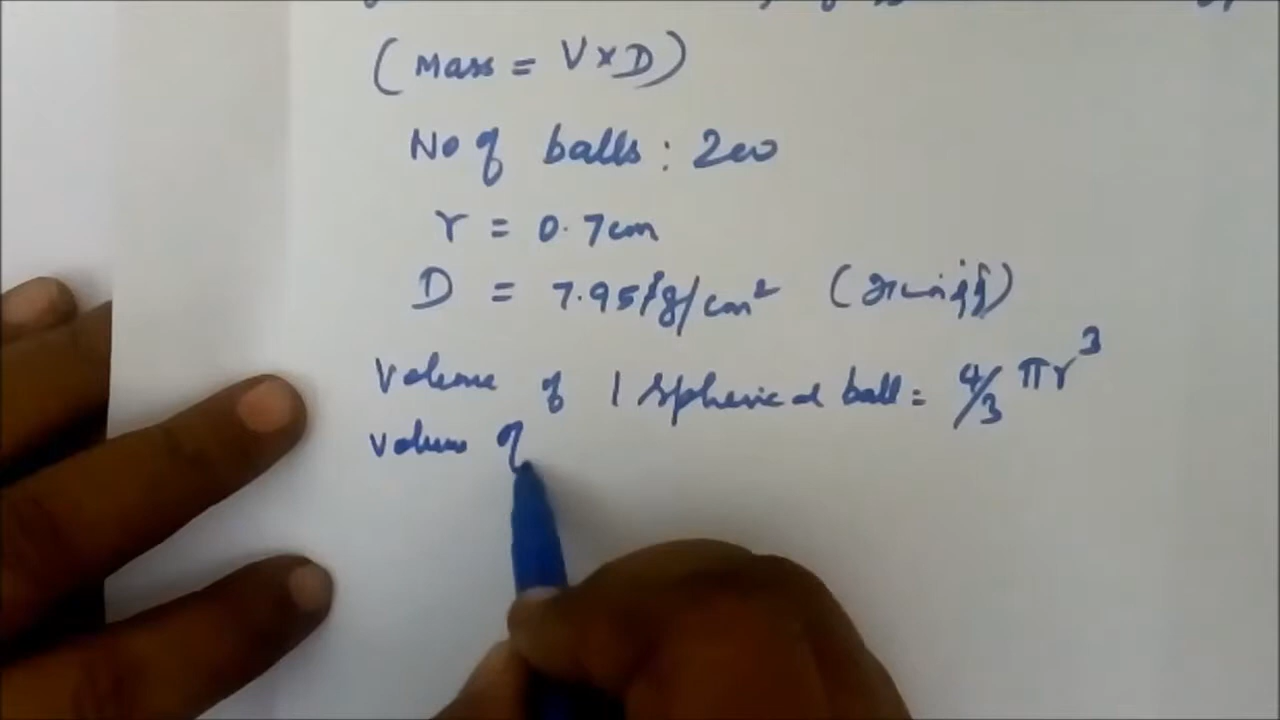 (Mass = V×D)
No of balls : 200
r = 0.7cm
D = 7.95 g/cm²
Volume of 1 spherical ball = 4/3 πr³
Volume of